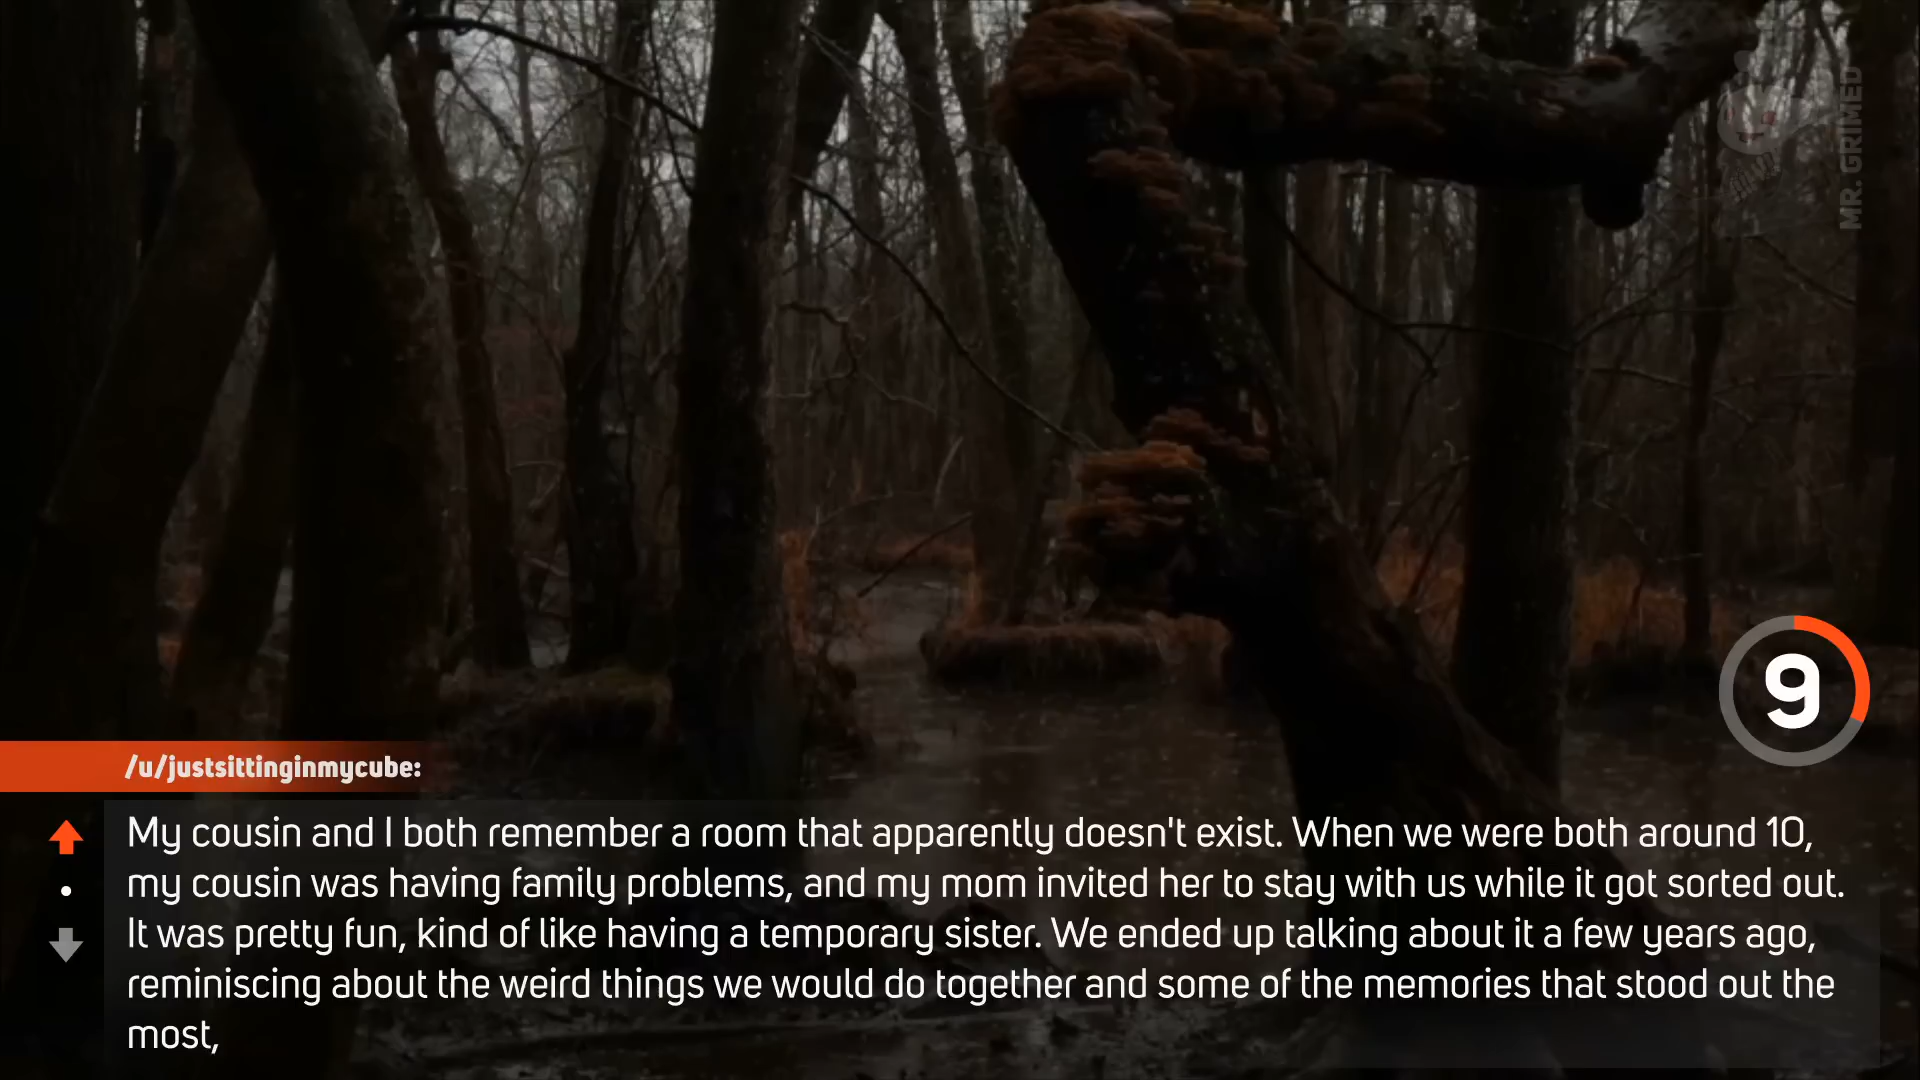 MR. GRIMED
9
/u/justsittinginmycube:
My cousin and I both remember a room that apparently doesn't exist. When we were both around 10,
my cousin was having family problems, and my mom invited her to stay with us while it got sorted out.
It was pretty fun, kind of like having a temporary sister. We ended up talking about it a few years ago,
reminiscing about the weird things we would do together and some of the memories that stood out the
most,